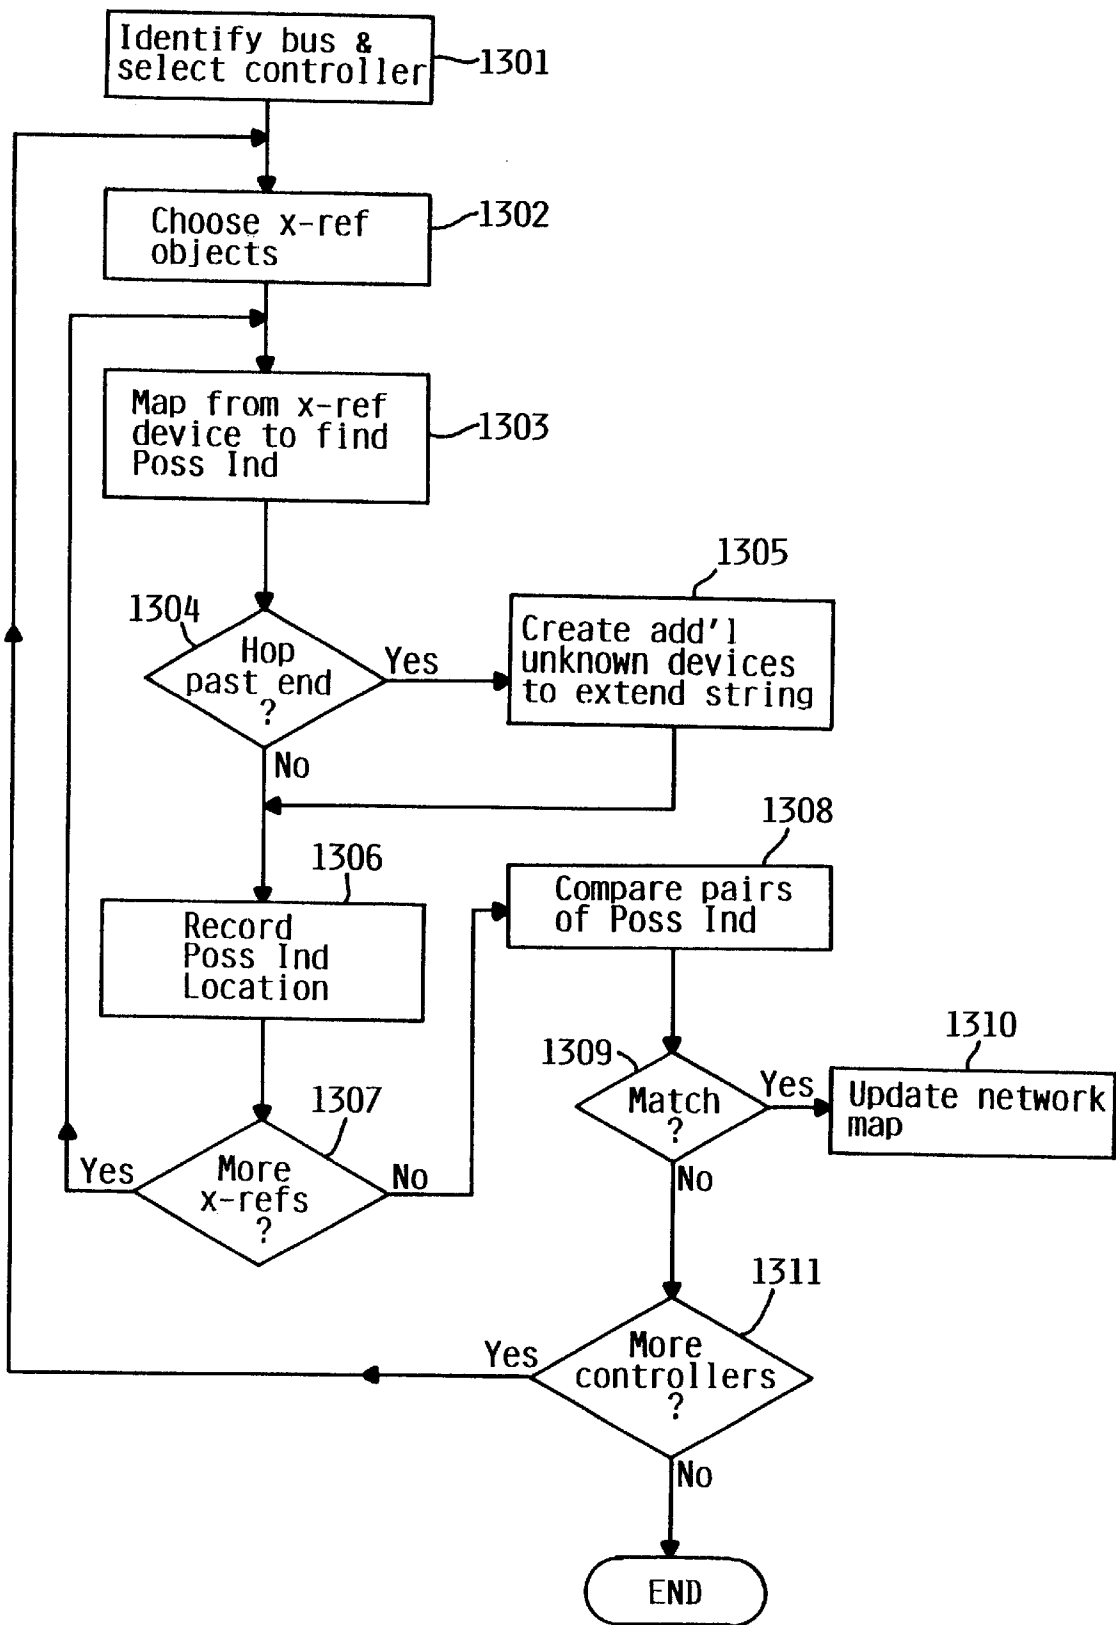 Identify bus &
select controller
1301
Choose x-ref
objects
1302
Map from x-ref
device to find
Poss Ind
1303
1304
Hop
past end
?
Yes
No
1305
Create add'l
unknown devices
to extend string
1306
Record
Poss Ind
Location
1307
More
x-refs
?
Yes
No
1308
Compare pairs
of Poss Ind
1309
Match
?
Yes
No
1310
Update network
map
1311
More
controllers
?
Yes
No
END